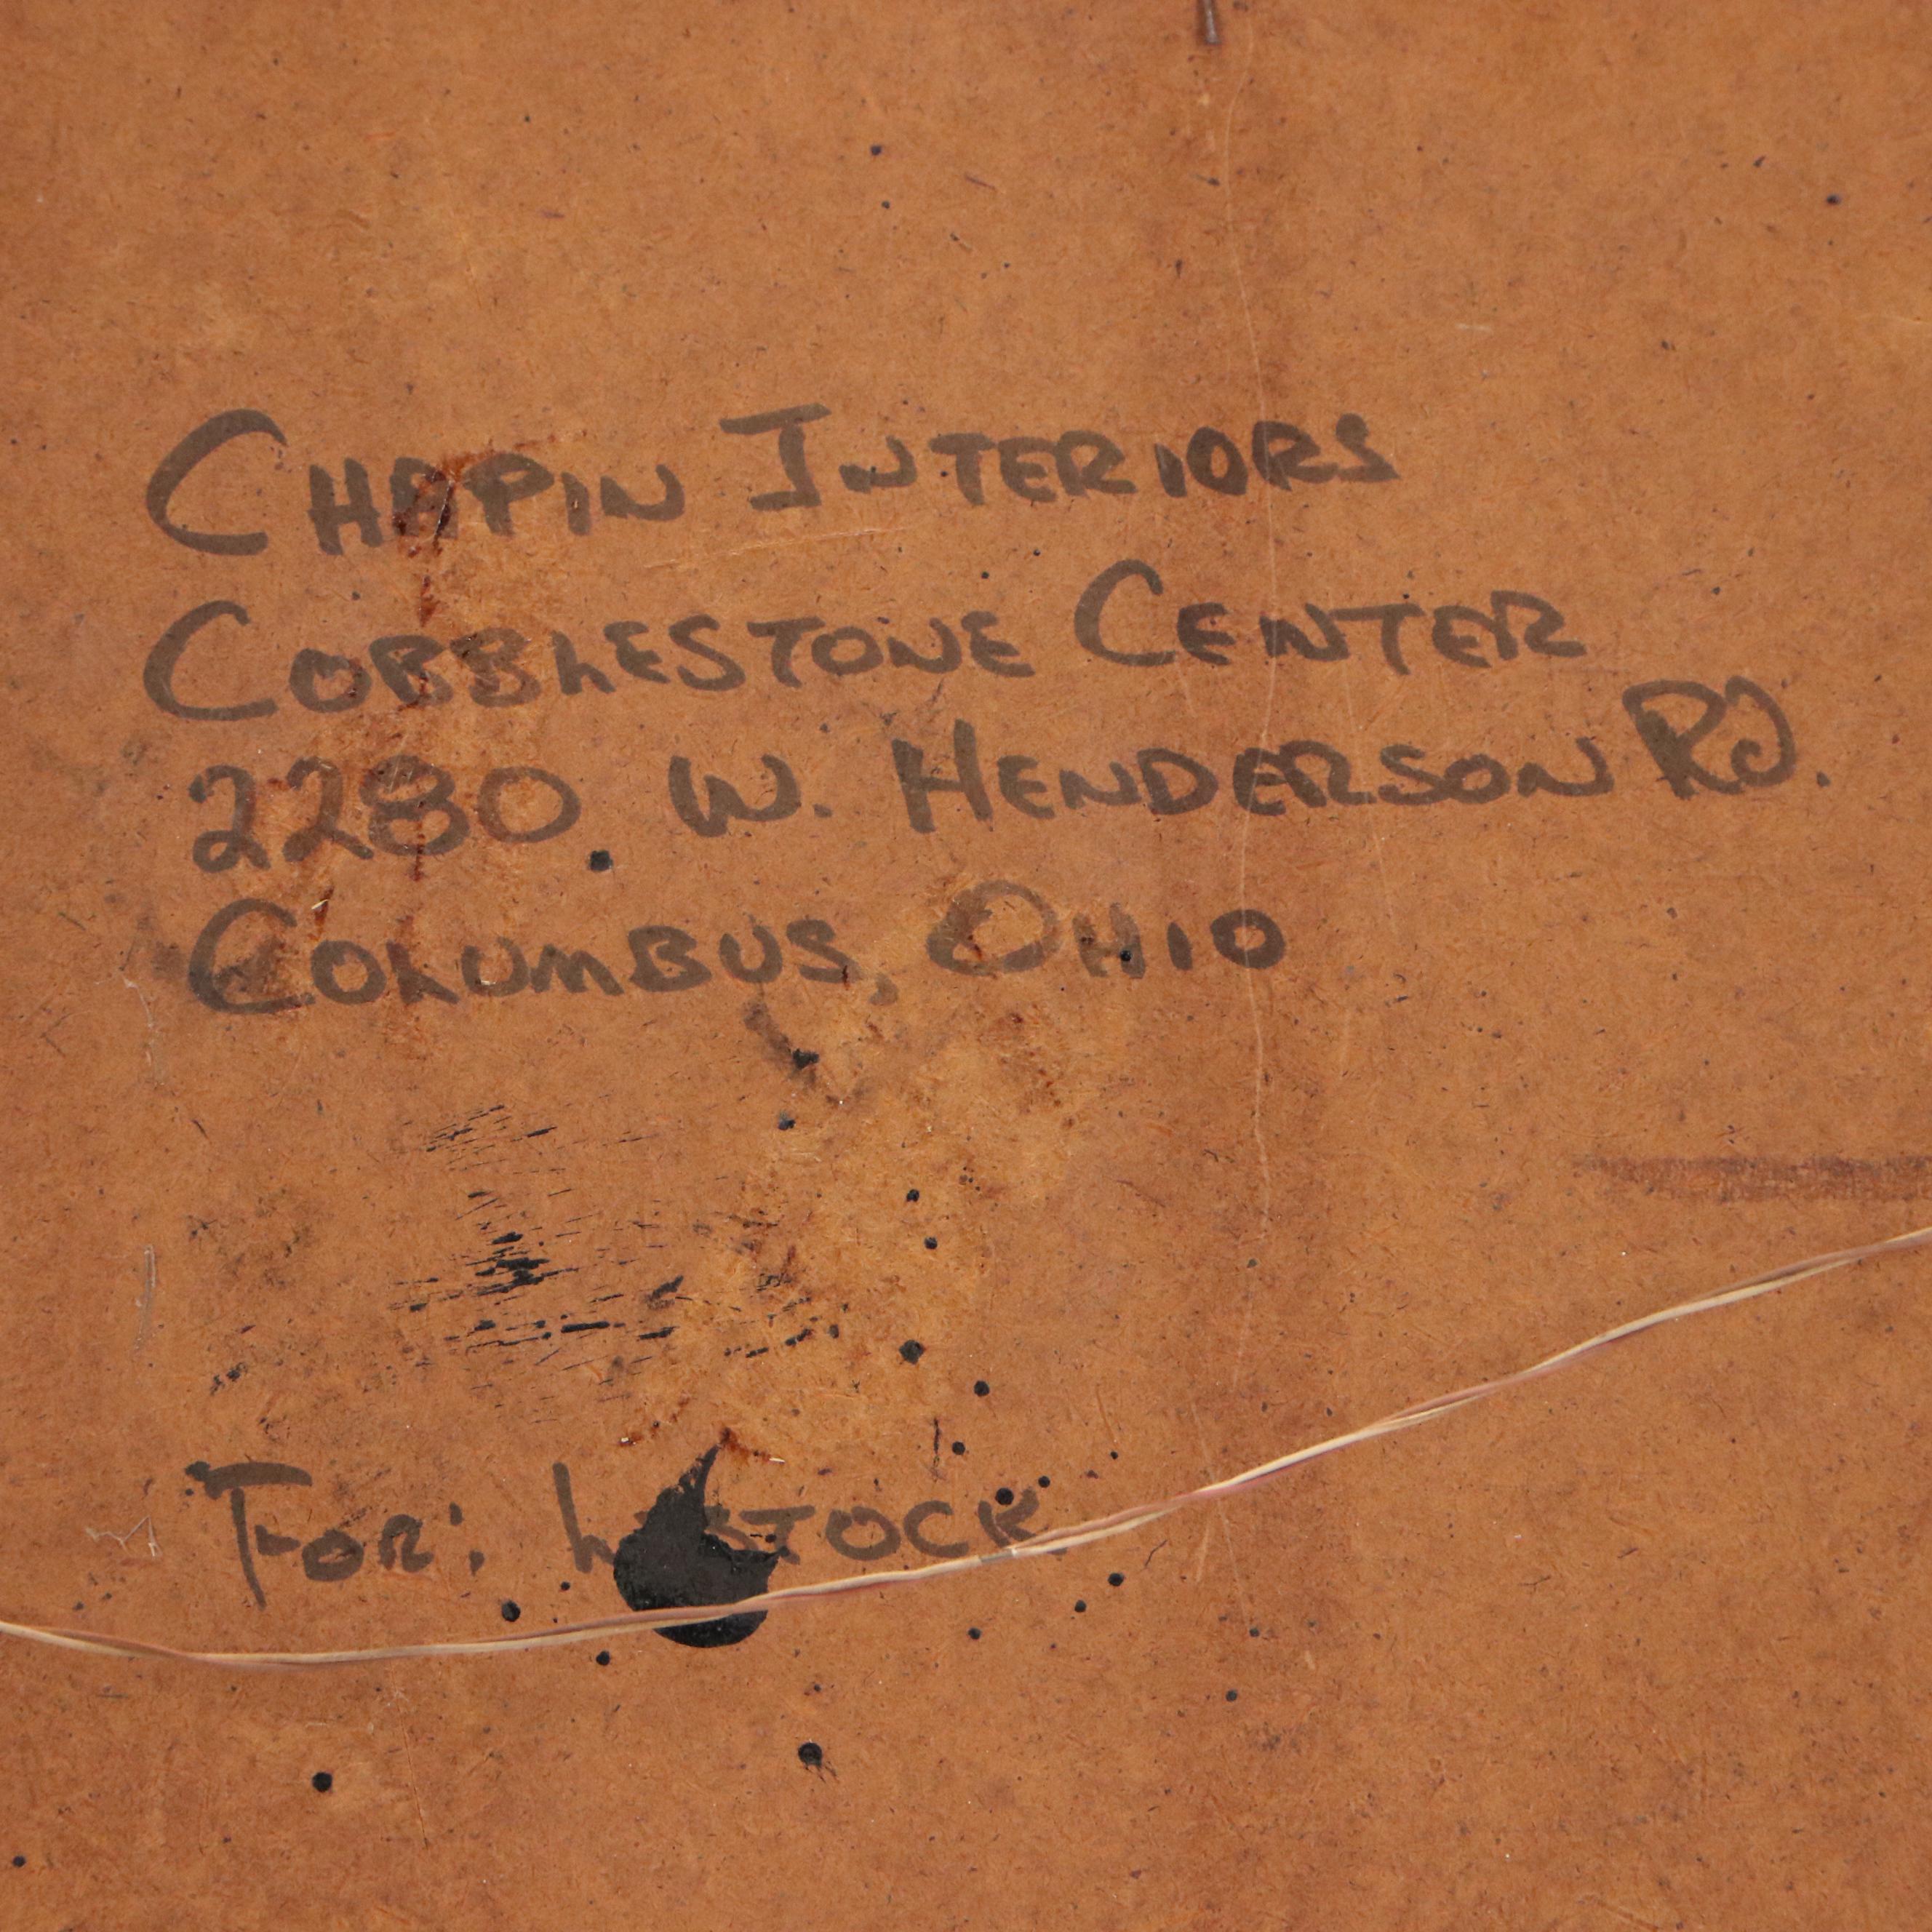 Chapin Interiors
Cobblestone Center
2280 W. Henderson Rd.
Columbus, Ohio
For: